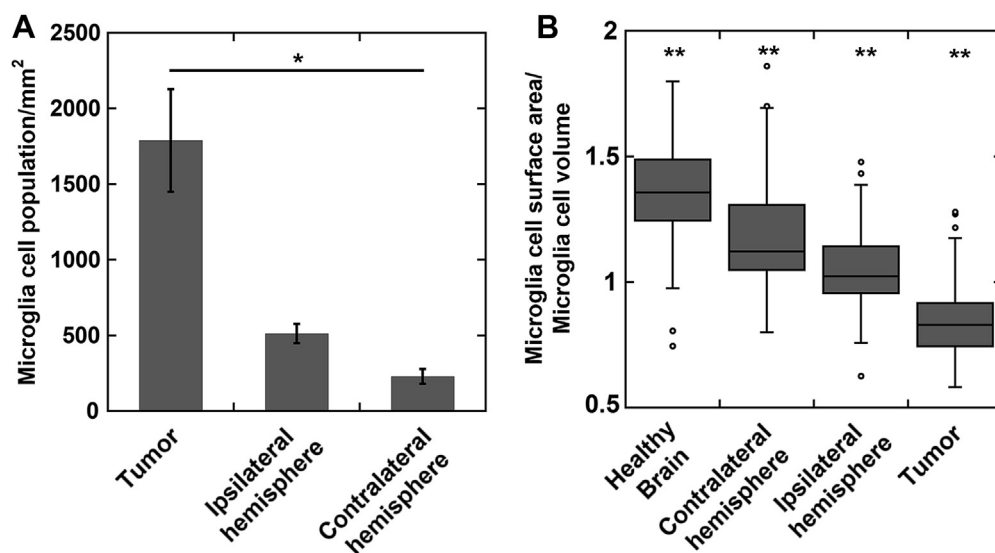 A
Microglia cell population/mm²
2500
2000
1500
1000
500
0
*
Tumor
Ipsilateral
hemisphere
Contralateral
hemisphere
B
Microglia cell surface area/
Microglia cell volume
2
1.5
1
0.5
**
**
**
**
Healthy
Brain
Contralateral
hemisphere
Ipsilateral
hemisphere
Tumor